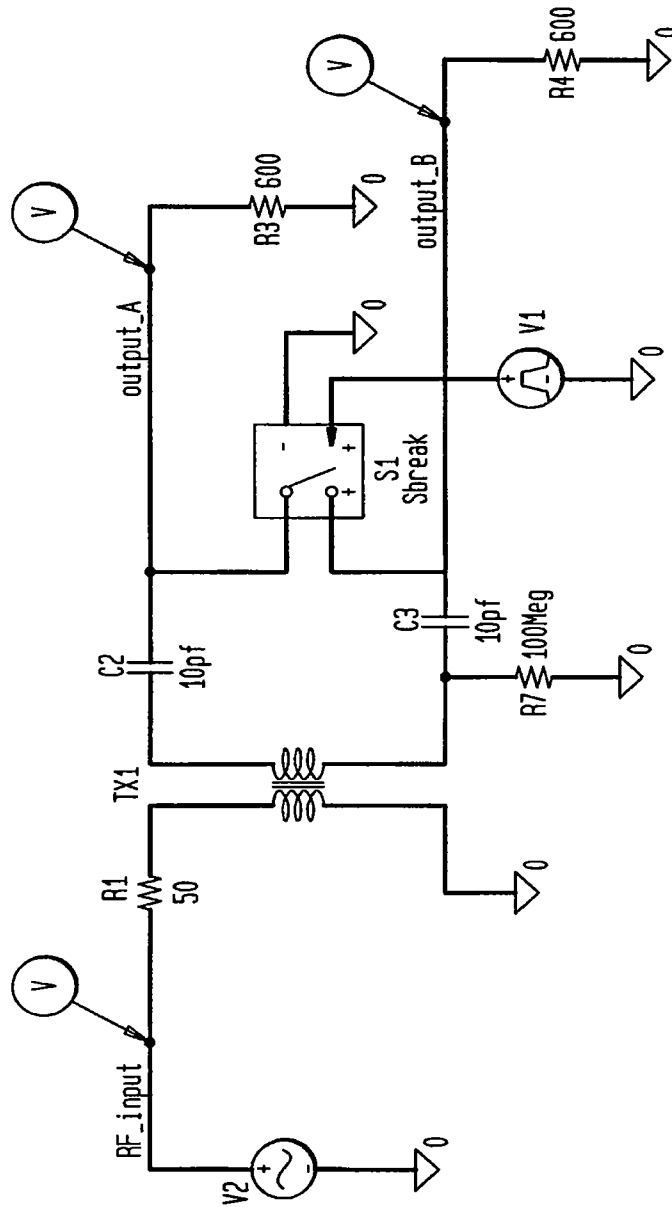 V
RF_input
V2
+
-
0
R1
50
TX1
0
C2
10pf
C3
10pf
R7
100Meg
0
output_A
V
R3
600
0
-
+
+
S1
Sbreak
0
V1
+
-
0
output_B
V
R4
600
0